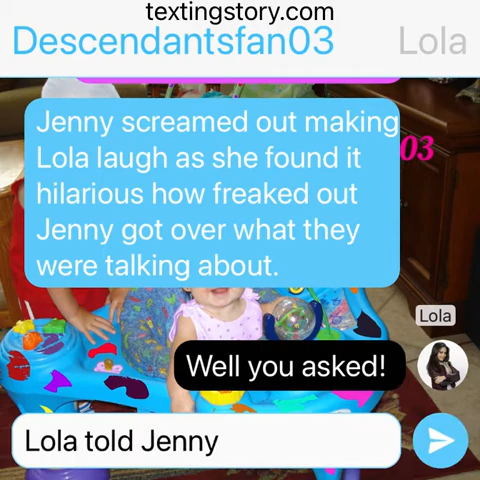 textingstory.com
Descendantsfan03 Lola
Jenny screamed out making
03
Lola laugh as she found it
hilarious how freaked out
Jenny got over what they
were talking about.
Lola
Well you asked!
Lola told Jenny